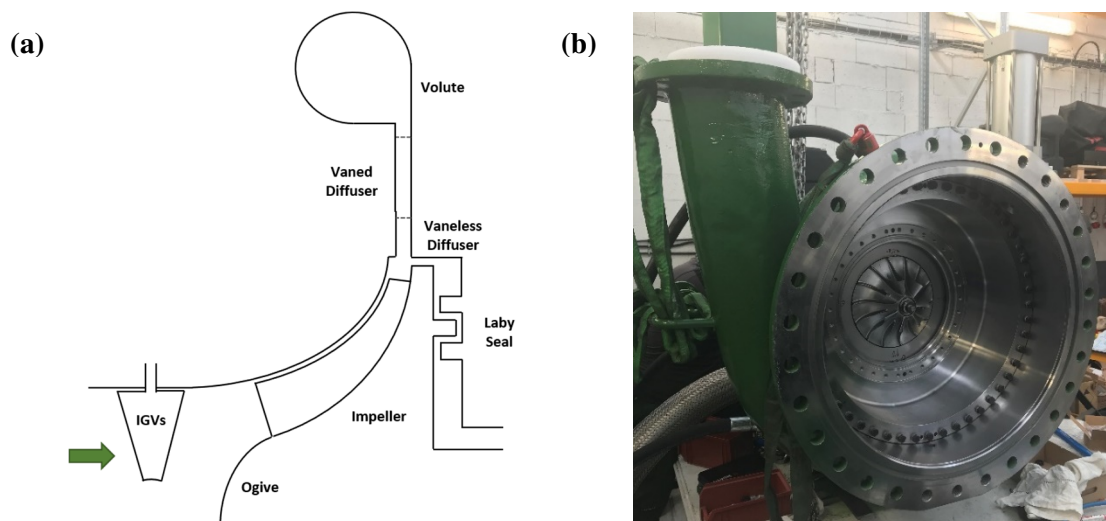 (a)
(b)
Volute
Vaned
Diffuser
Vaneless
Diffuser
Laby
Seal
IGVs
Impeller
Ogive